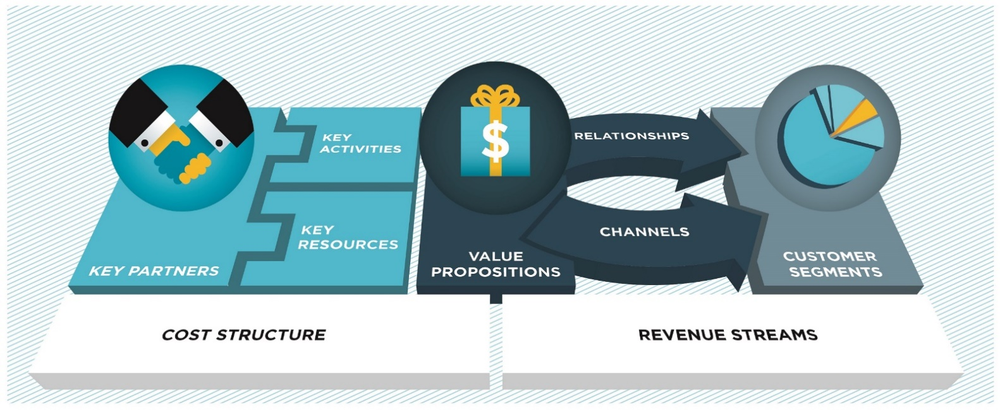 KEY
ACTIVITIES
RELATIONSHIPS
$
KEY
RESOURCES
CHANNELS
KEY PARTNERS
VALUE
PROPOSITIONS
CUSTOMER
SEGMENTS
COST STRUCTURE
REVENUE STREAMS